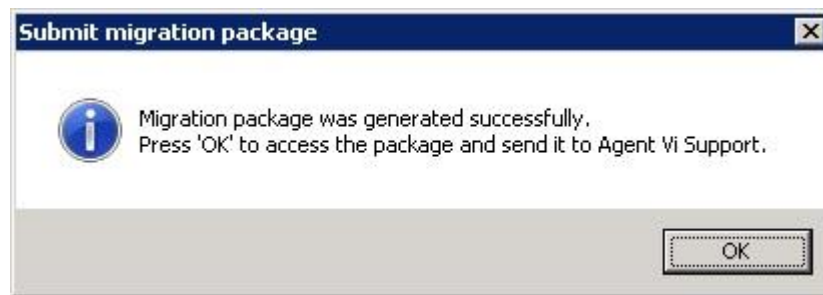 Submit migration package
Migration package was generated successfully.
Press 'OK' to access the package and send it to Agent Vi Support.
OK